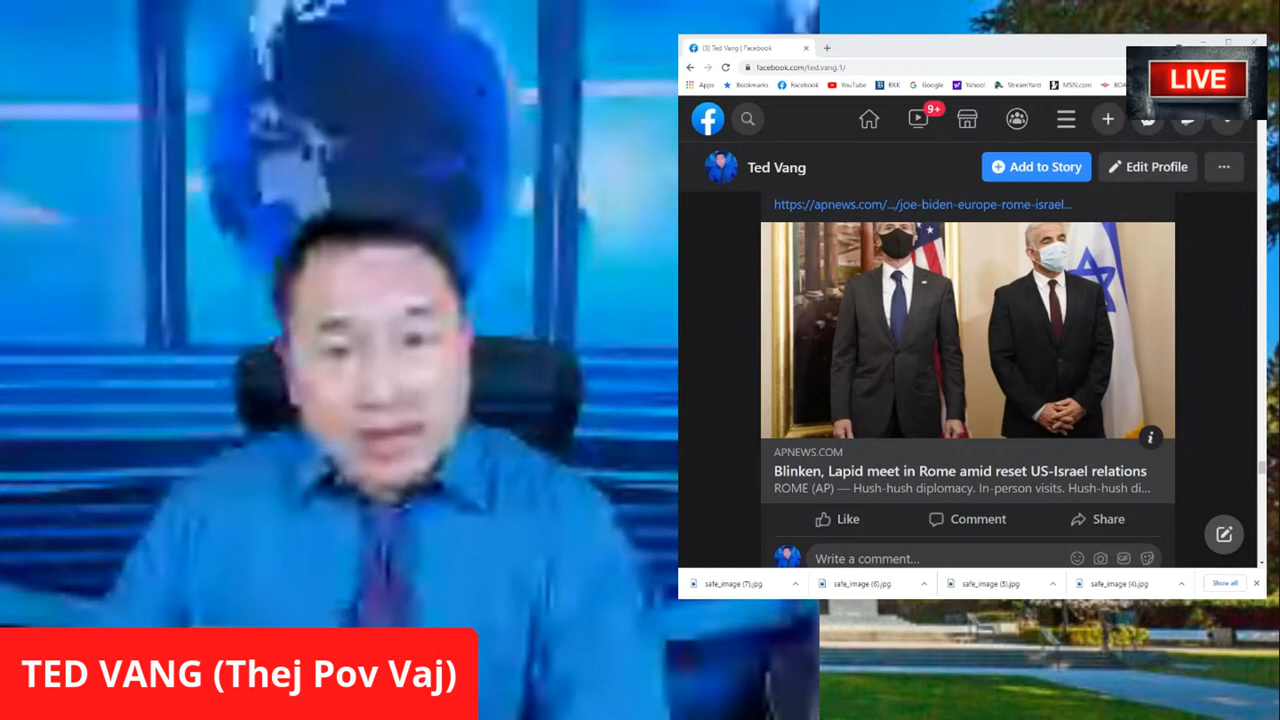 (3) Ted Vang | Facebook
facebook.com/ted.vang.1/
Apps Bookmarks Facebook YouTube BKK Google Yahoo! StreamYard MSN.com
LIVE
9+
Ted Vang
Add to Story
Edit Profile
https://apnews.com/.../joe-biden-europe-rome-israel...
APNEWS.COM
Blinken, Lapid meet in Rome amid reset US-Israel relations
ROME (AP) — Hush-hush diplomacy. In-person visits. Hush-hush di...
Like Comment Share
Write a comment...
GIF
safe_image (7).jpg safe_image (6).jpg safe_image (5).jpg safe_image (4).jpg Show all
TED VANG (Thej Pov Vaj)